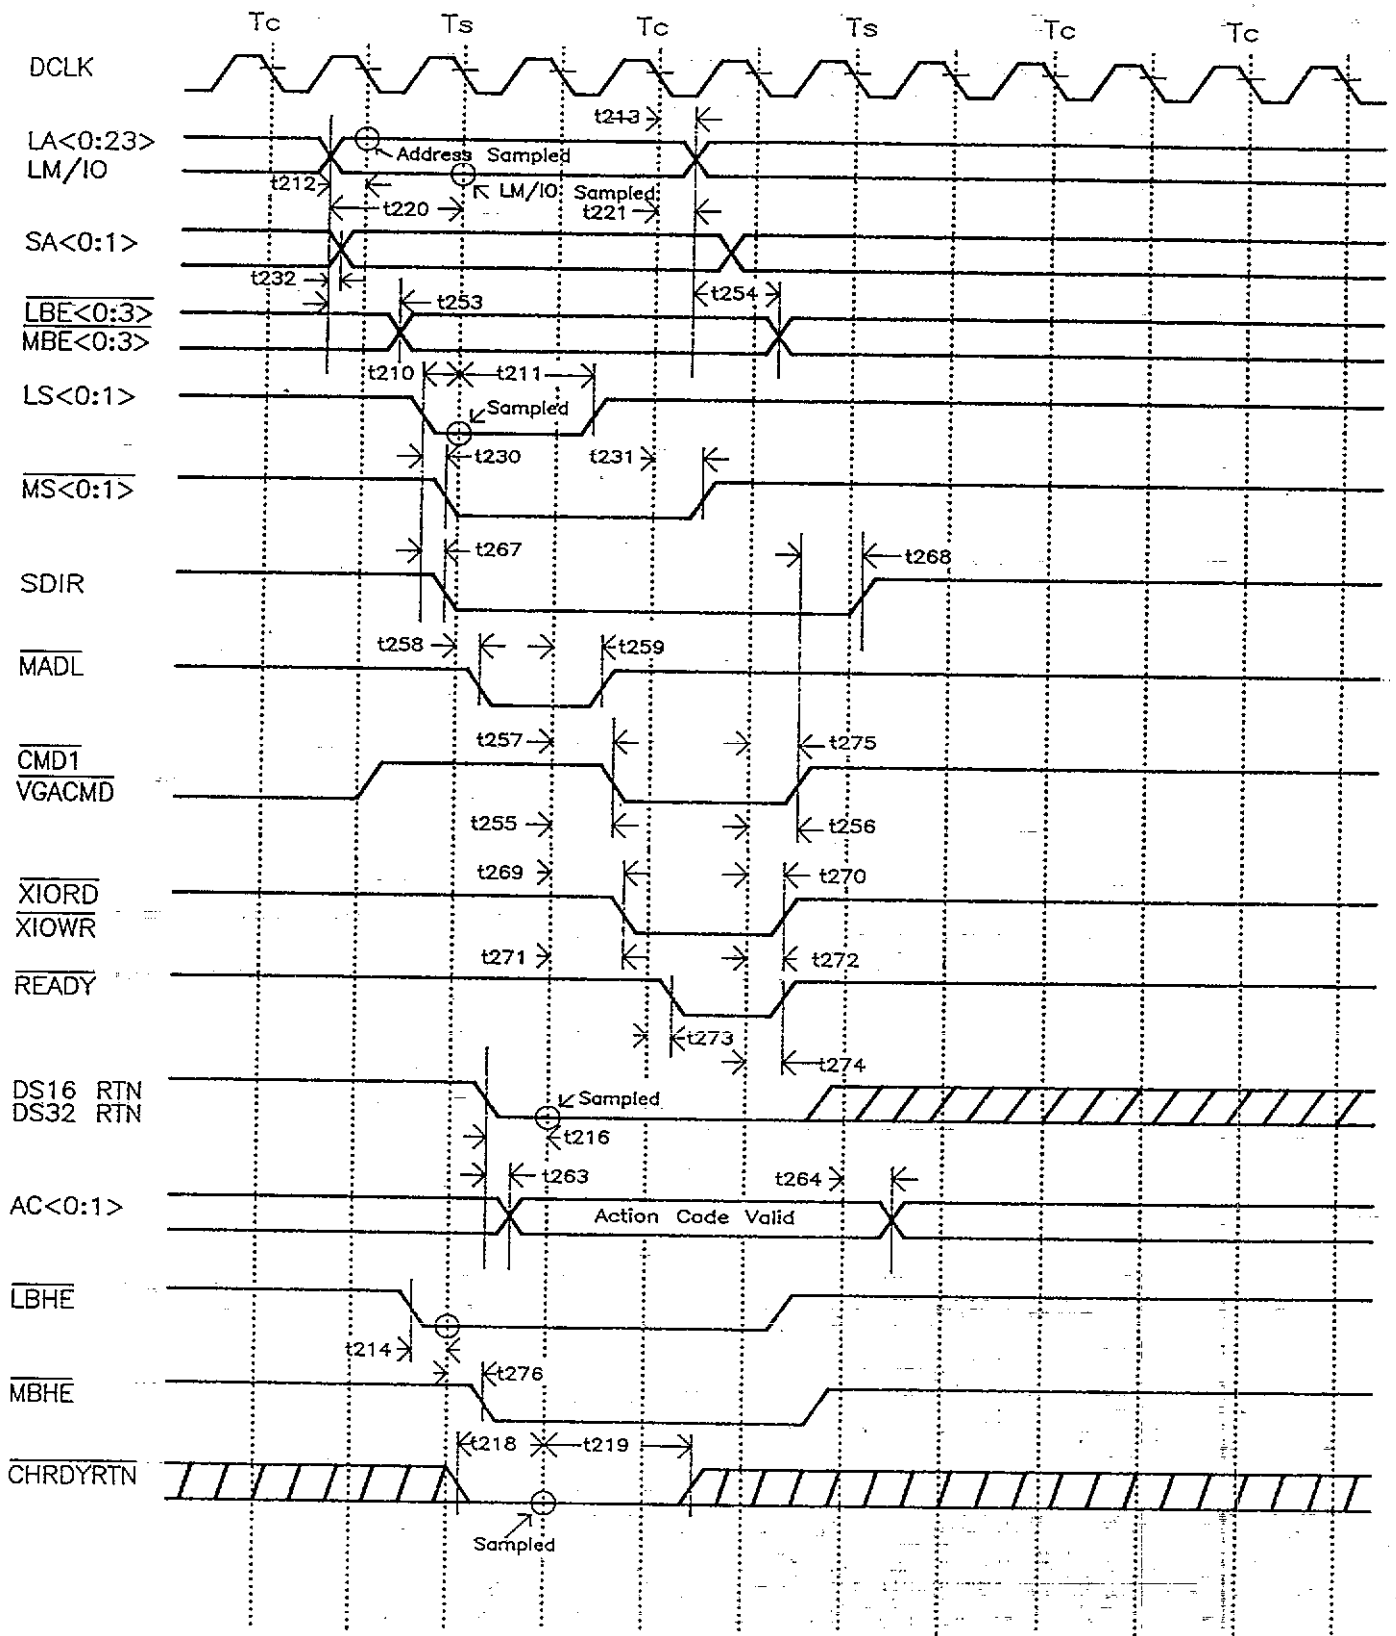 Tc Ts Tc Ts Tc Tc
DCLK
t213
LA<0:23>
Address Sampled
LM/IO
t212
LM/IO Sampled
t220
t221
SA<0:1>
t232
t254
LBE<0:3>
t253
MBE<0:3>
t210 t211
LS<0:1>
Sampled
t230 t231
MS<0:1>
t267 t268
SDIR
t258 t259
MADL
t257 t275
CMD1
VGACMD
t255 t256
t269 t270
XIORD
XIOWR
t271 t272
READY
t273
t274
DS16 RTN
Sampled
DS32 RTN
t216
t263 t264
AC<0:1>
Action Code Valid
LBHE
t214
t276
MBHE
t218 t219
CHRDYRTN
Sampled